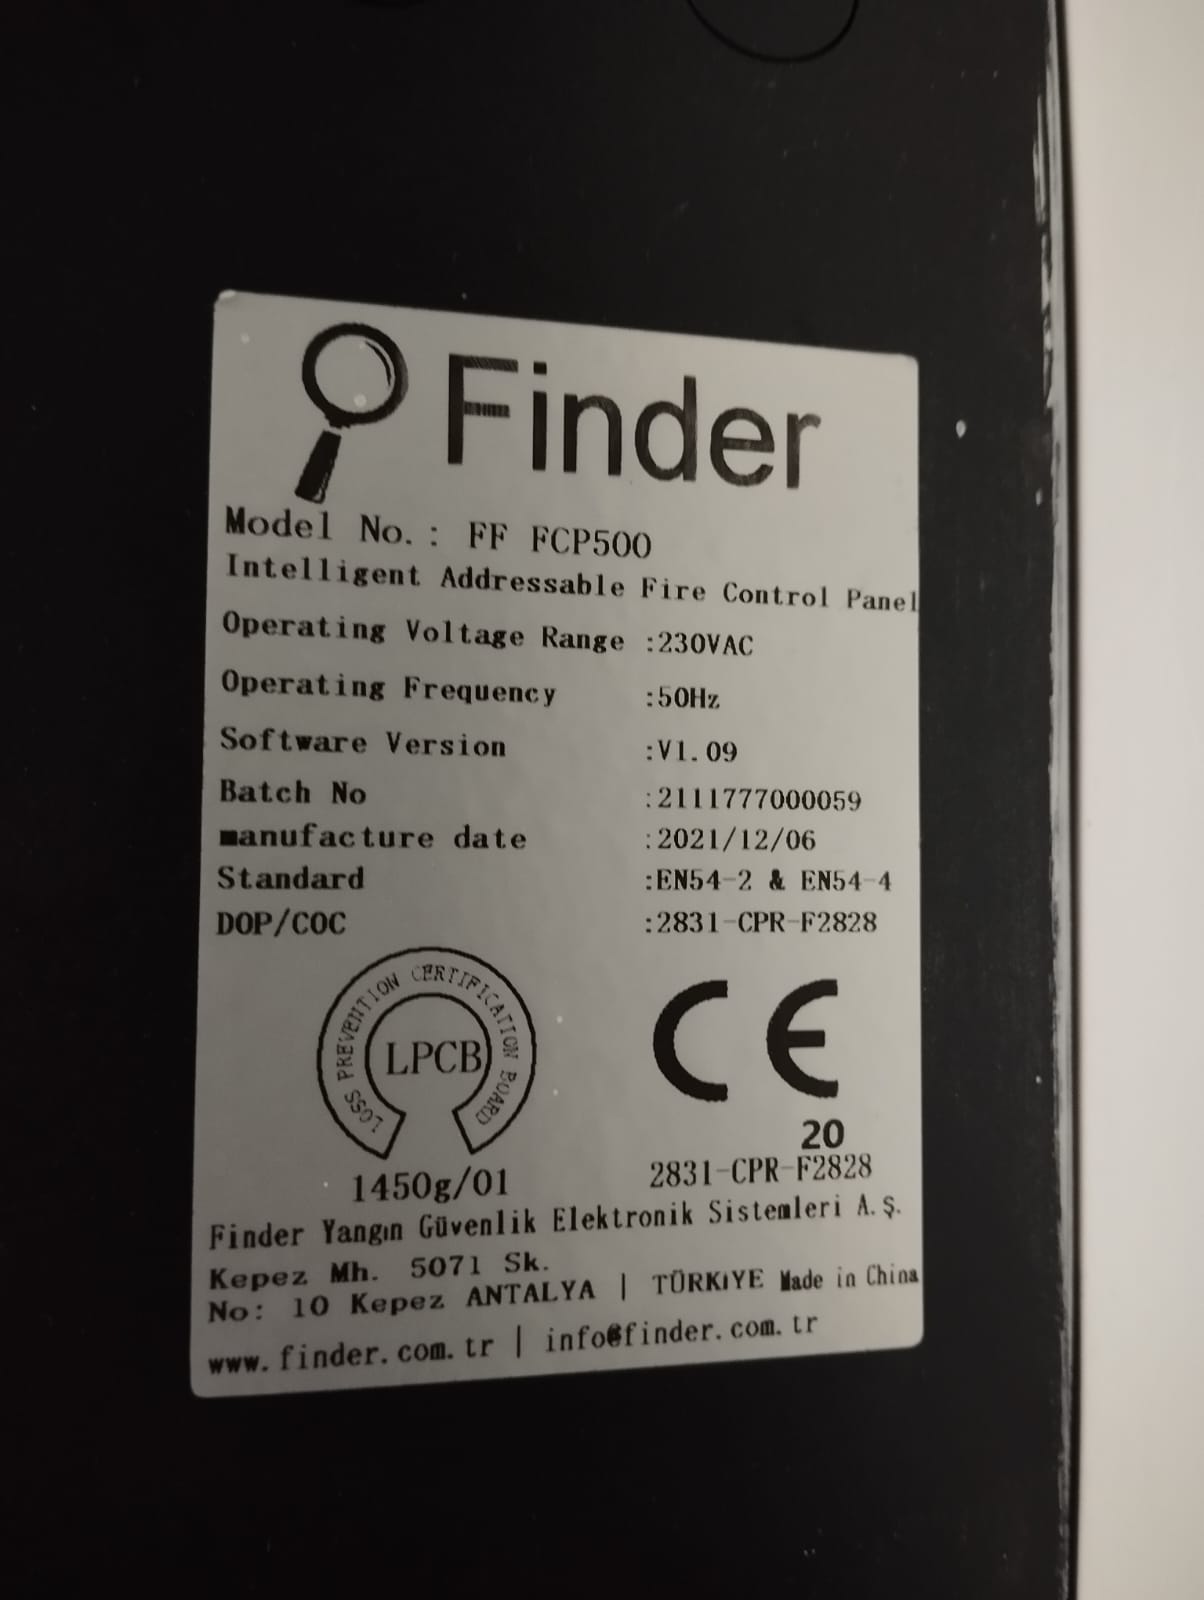 Finder
Model No.: FF FCP500
Intelligent Addressable Fire Control Panel
Operating Voltage Range :230VAC
Operating Frequency :50Hz
Software Version :V1.09
Batch No :2111777000059
manufacture date :2021/12/06
Standard :EN54-2 & EN54-4
DOP/COC :2831-CPR-F2828
LOSS PREVENTION CERTIFICATION BOARD
LPCB
CE
20
1450g/01
2831-CPR-F2828
Finder Yangın Güvenlik Elektronik Sistemleri A.Ş.
Kepez Mh. 5071 Sk.
No: 10 Kepez ANTALYA | TÜRKiYE Made in China
www.finder.com.tr | info@finder.com.tr